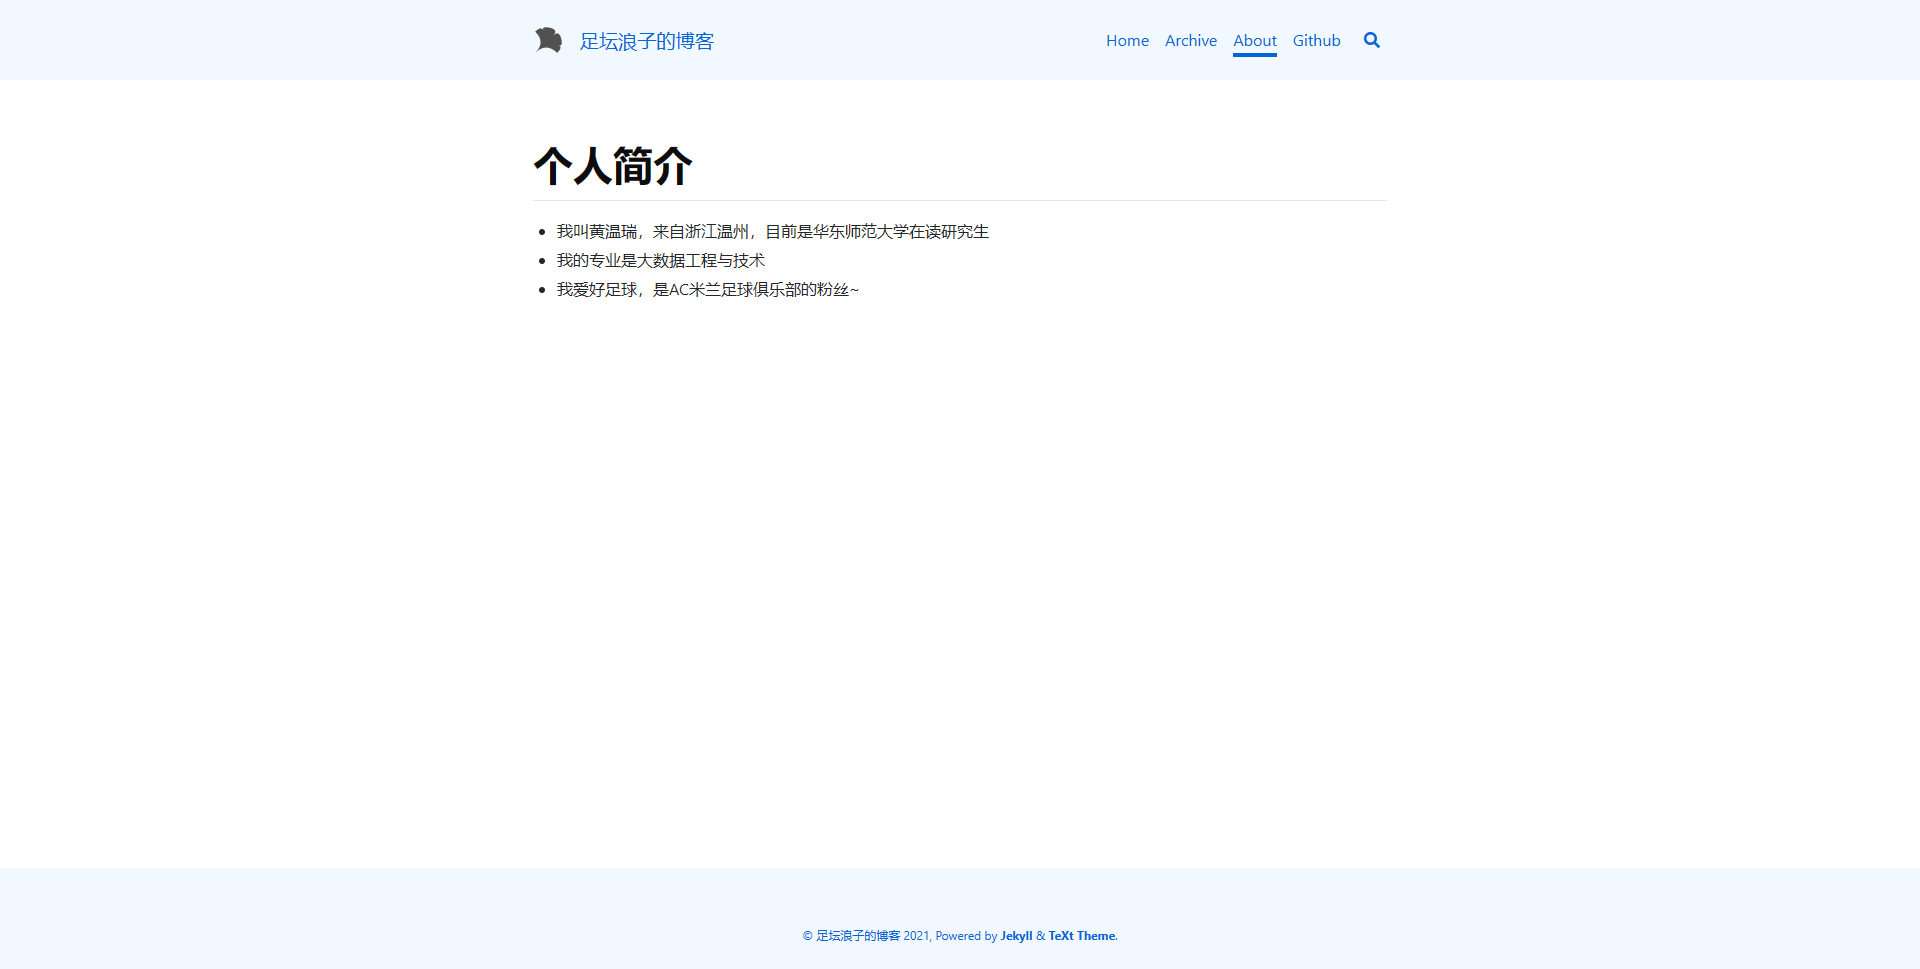 足坛浪子的博客
Home Archive About Github
个人简介
我叫黄温瑞，来自浙江温州，目前是华东师范大学在读研究生
我的专业是大数据工程与技术
我爱好足球，是AC米兰足球俱乐部的粉丝~
© 足坛浪子的博客 2021, Powered by Jekyll & TeXt Theme.